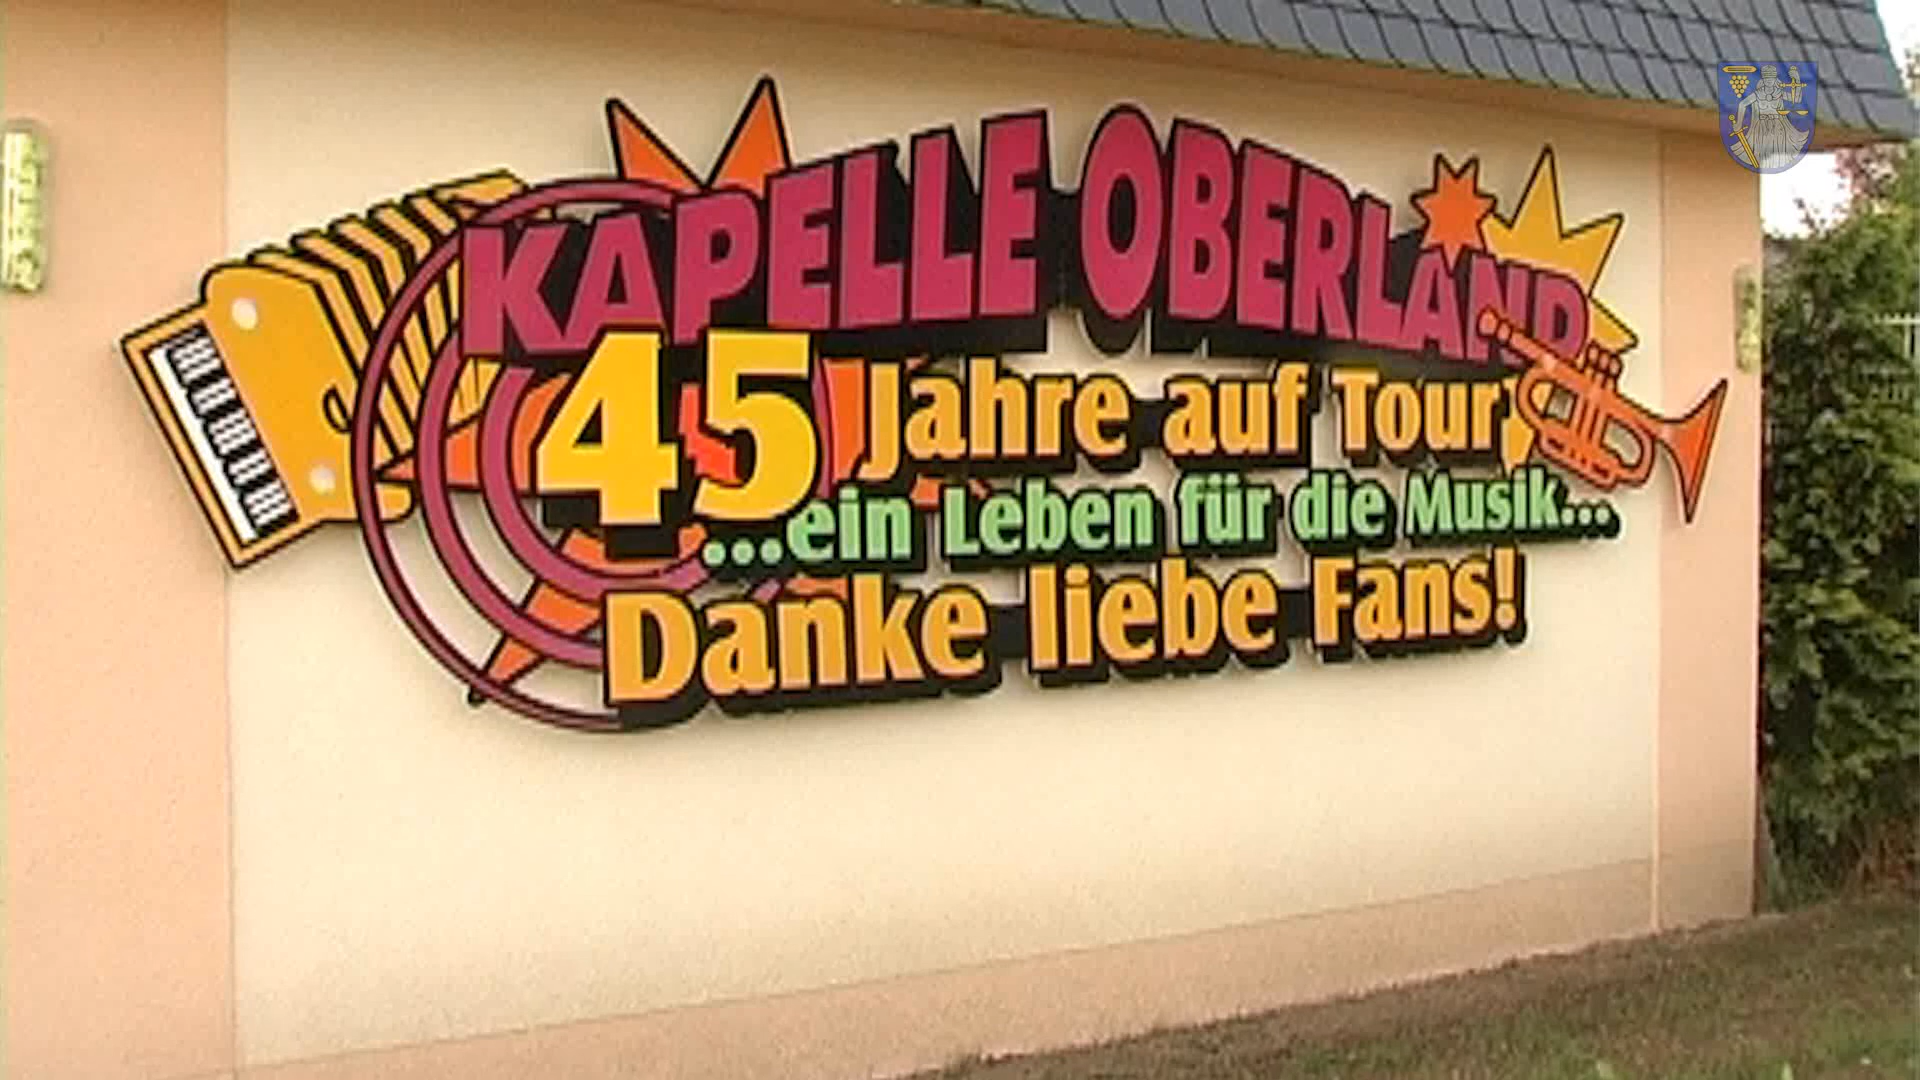 KAPELLE OBERLAND
45 Jahre auf Tour
...ein Leben für die Musik...
Danke liebe Fans!